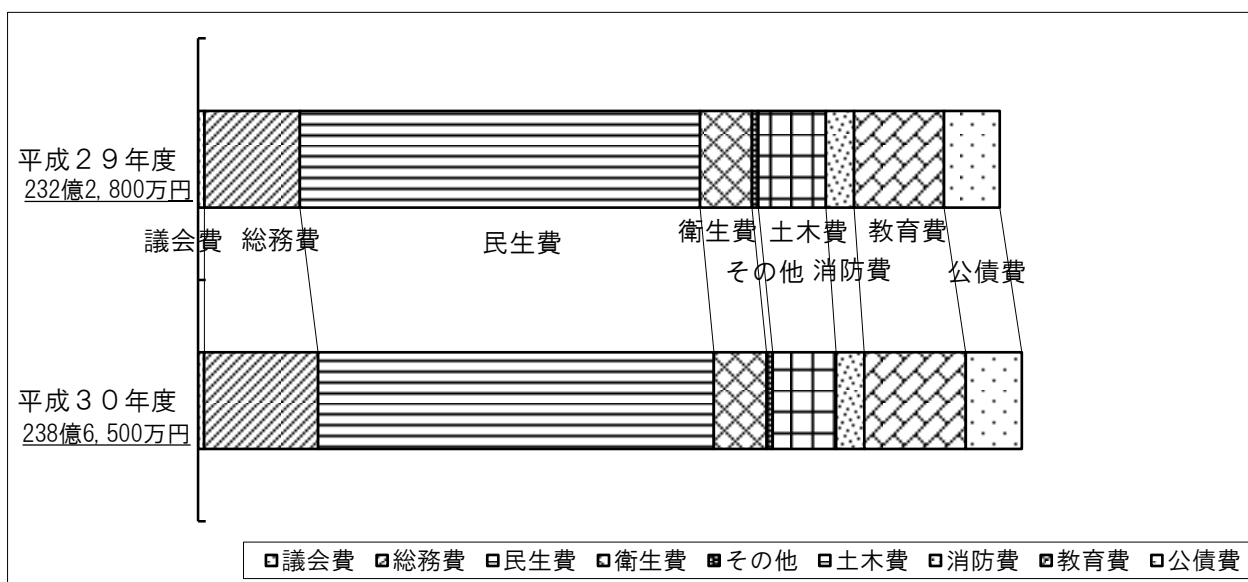 平成２９年度
232億2,800万円
議会費 総務費 民生費 衛生費 土木費 教育費
その他 消防費 公債費
平成３０年度
238億6,500万円
議会費 総務費 民生費 衛生費 その他 土木費 消防費 教育費 公債費